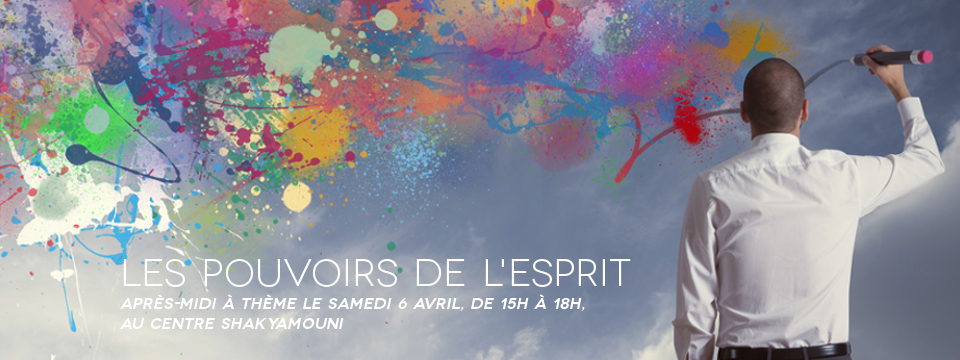 LES POUVOIRS DE L'ESPRIT
APRÈS-MIDI À THÈME LE SAMEDI 6 AVRIL, DE 15H À 18H,
AU CENTRE SHAKYAMOUNI